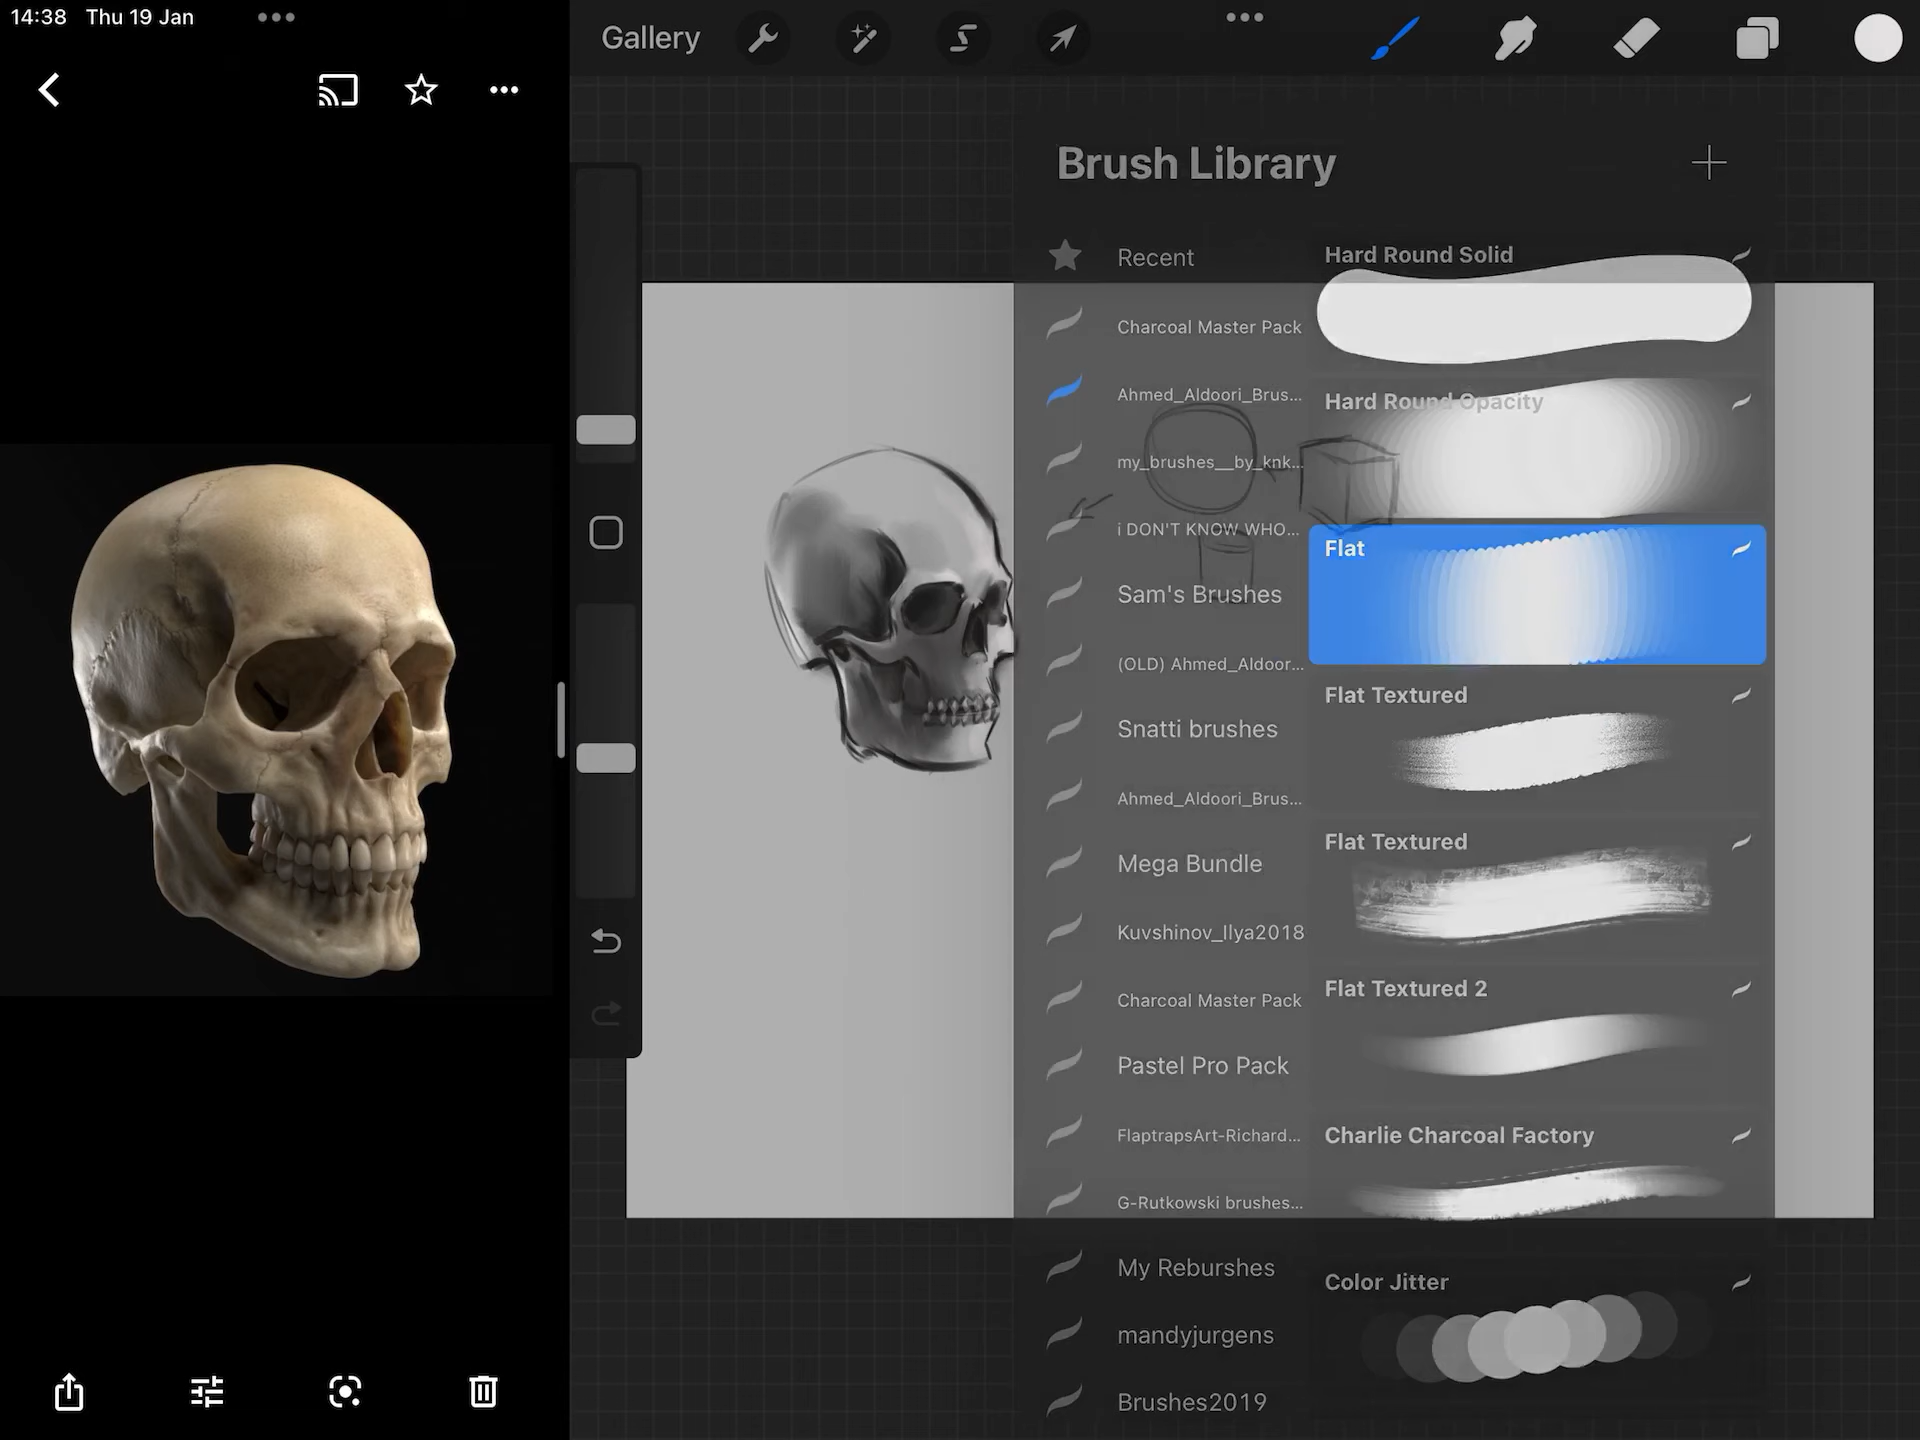 14:38 Thu 19 Jan
Gallery
Brush Library
Recent
Charcoal Master Pack
Ahmed_Aldoori_Brus...
my_brushes__by_knk...
i DON'T KNOW WHO...
Sam's Brushes
(OLD) Ahmed_Aldoor...
Snatti brushes
Ahmed_Aldoori_Brus...
Mega Bundle
Kuvshinov_Ilya2018
Charcoal Master Pack
Pastel Pro Pack
FlaptrapsArt-Richard...
G-Rutkowski brushes...
My Reburshes
mandyjurgens
Brushes2019
Hard Round Solid
Hard Round Opacity
Flat
Flat Textured
Flat Textured
Flat Textured 2
Charlie Charcoal Factory
Color Jitter